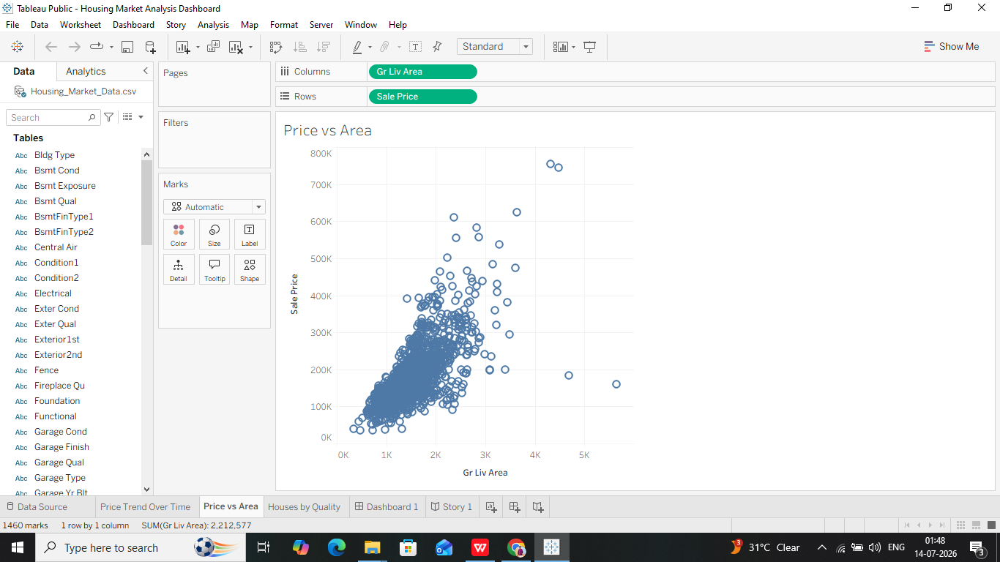 Tableau Public - Housing Market Analysis Dashboard
File Data Worksheet Dashboard Story Analysis Map Format Server Window Help
Standard
Show Me
Data Analytics
Housing_Market_Data.csv
Search
Tables
Abc Bldg Type
Abc Bsmt Cond
Abc Bsmt Exposure
Abc Bsmt Qual
Abc BsmtFinType1
Abc BsmtFinType2
Abc Central Air
Abc Condition1
Abc Condition2
Abc Electrical
Abc Exter Cond
Abc Exter Qual
Abc Exterior1st
Abc Exterior2nd
Abc Fence
Abc Fireplace Qu
Abc Foundation
Abc Functional
Abc Garage Cond
Abc Garage Finish
Abc Garage Qual
Abc Garage Type
Abc Garage Yr Blt
Pages
Filters
Marks
Automatic
Color Size Label
Detail Tooltip Shape
Columns Gr Liv Area
Rows Sale Price
Price vs Area
800K
700K
600K
500K
400K
300K
200K
100K
0K
Sale Price
0K 1K 2K 3K 4K 5K
Gr Liv Area
Data Source Price Trend Over Time Price vs Area Houses by Quality Dashboard 1 Story 1
1460 marks 1 row by 1 column SUM(Gr Liv Area): 2,212,577
Type here to search
31°C Clear
ENG
01:48
14-07-2026
3